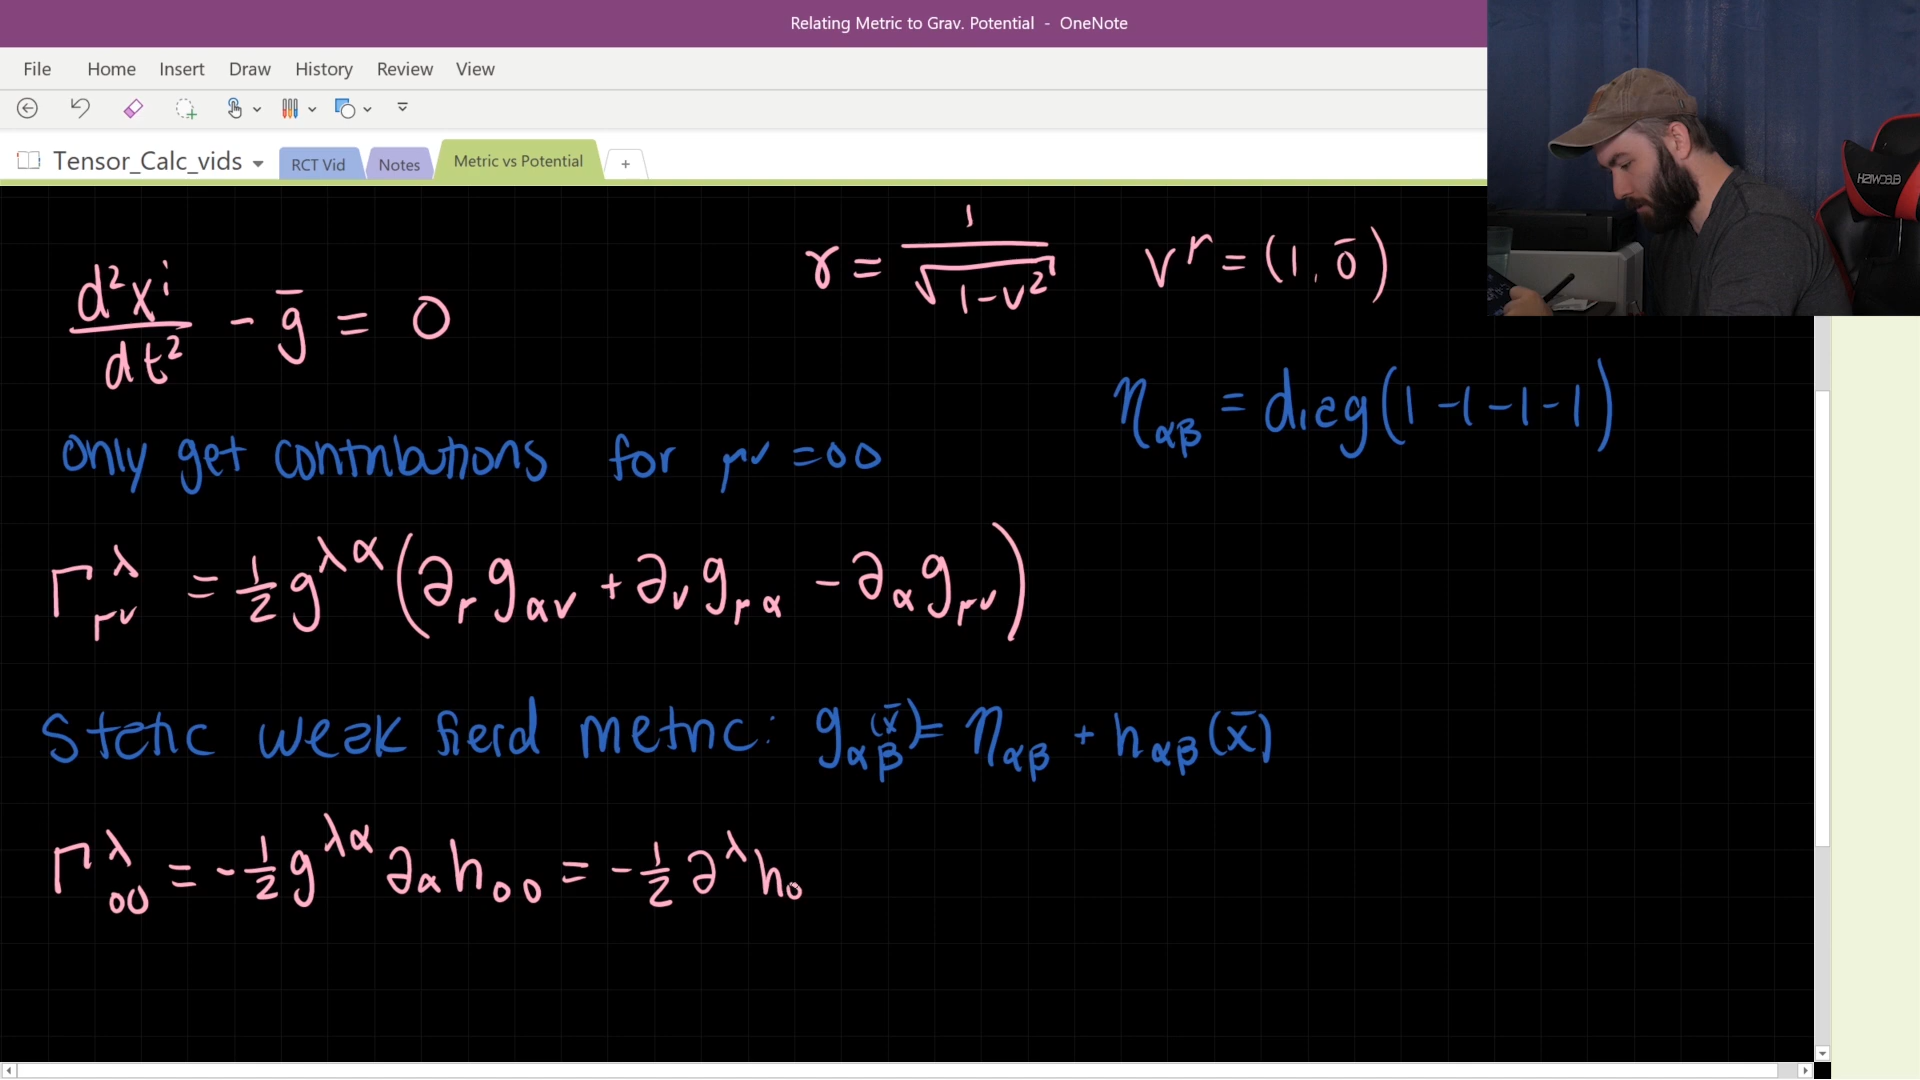 Relating Metric to Grav. Potential - OneNote
File Home Insert Draw History Review View
Tensor_Calc_vids RCT Vid Notes Metric vs Potential +
γ = 1/√(1-v²) v^μ = (1, 0̄)
d²x^i/dt² - ḡ = 0
η_αβ = diag(1 -1 -1 -1)
only get contributions for μν = 00
Γ^λ_μν = 1/2 g^λα (∂_μ g_αν + ∂_ν g_μα - ∂_α g_μν)
Static weak field metric: g_αβ(x̄) = η_αβ + h_αβ(x̄)
Γ^λ_00 = -1/2 g^λα ∂_α h_00 = -1/2 ∂^λ h_0